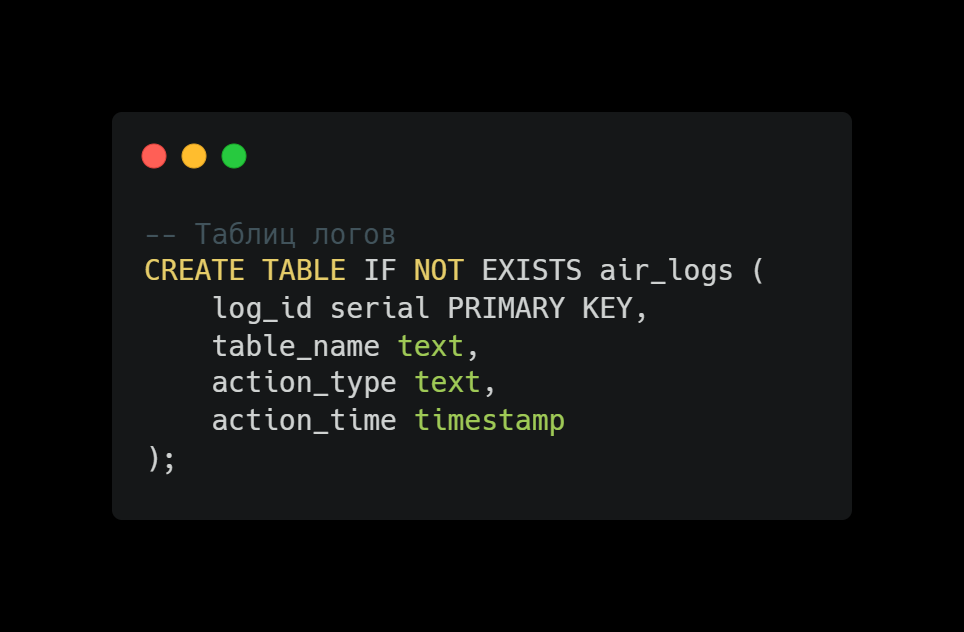 -- Таблиц логов
CREATE TABLE IF NOT EXISTS air_logs (
    log_id serial PRIMARY KEY,
    table_name text,
    action_type text,
    action_time timestamp
);